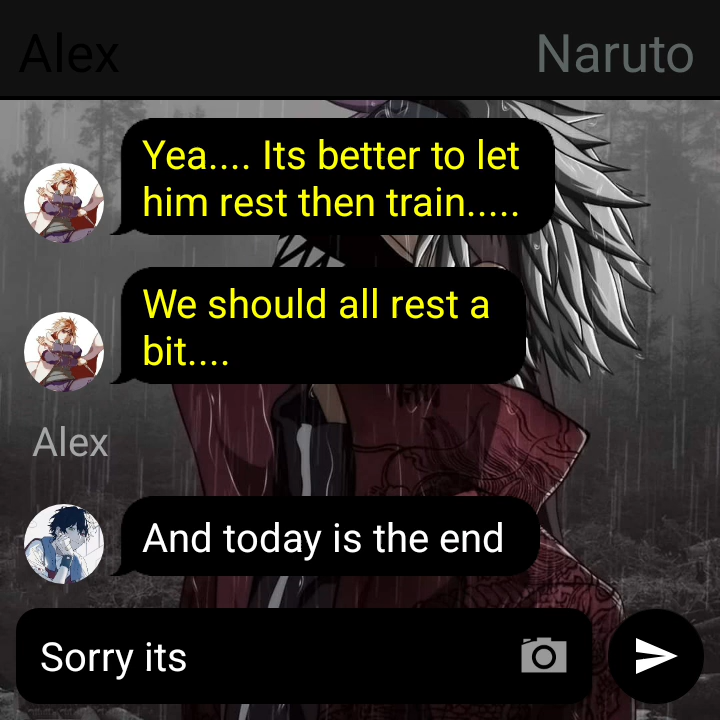 Alex
Naruto
Yea.... Its better to let
him rest then train.....
We should all rest a
bit....
Alex
And today is the end
Sorry its